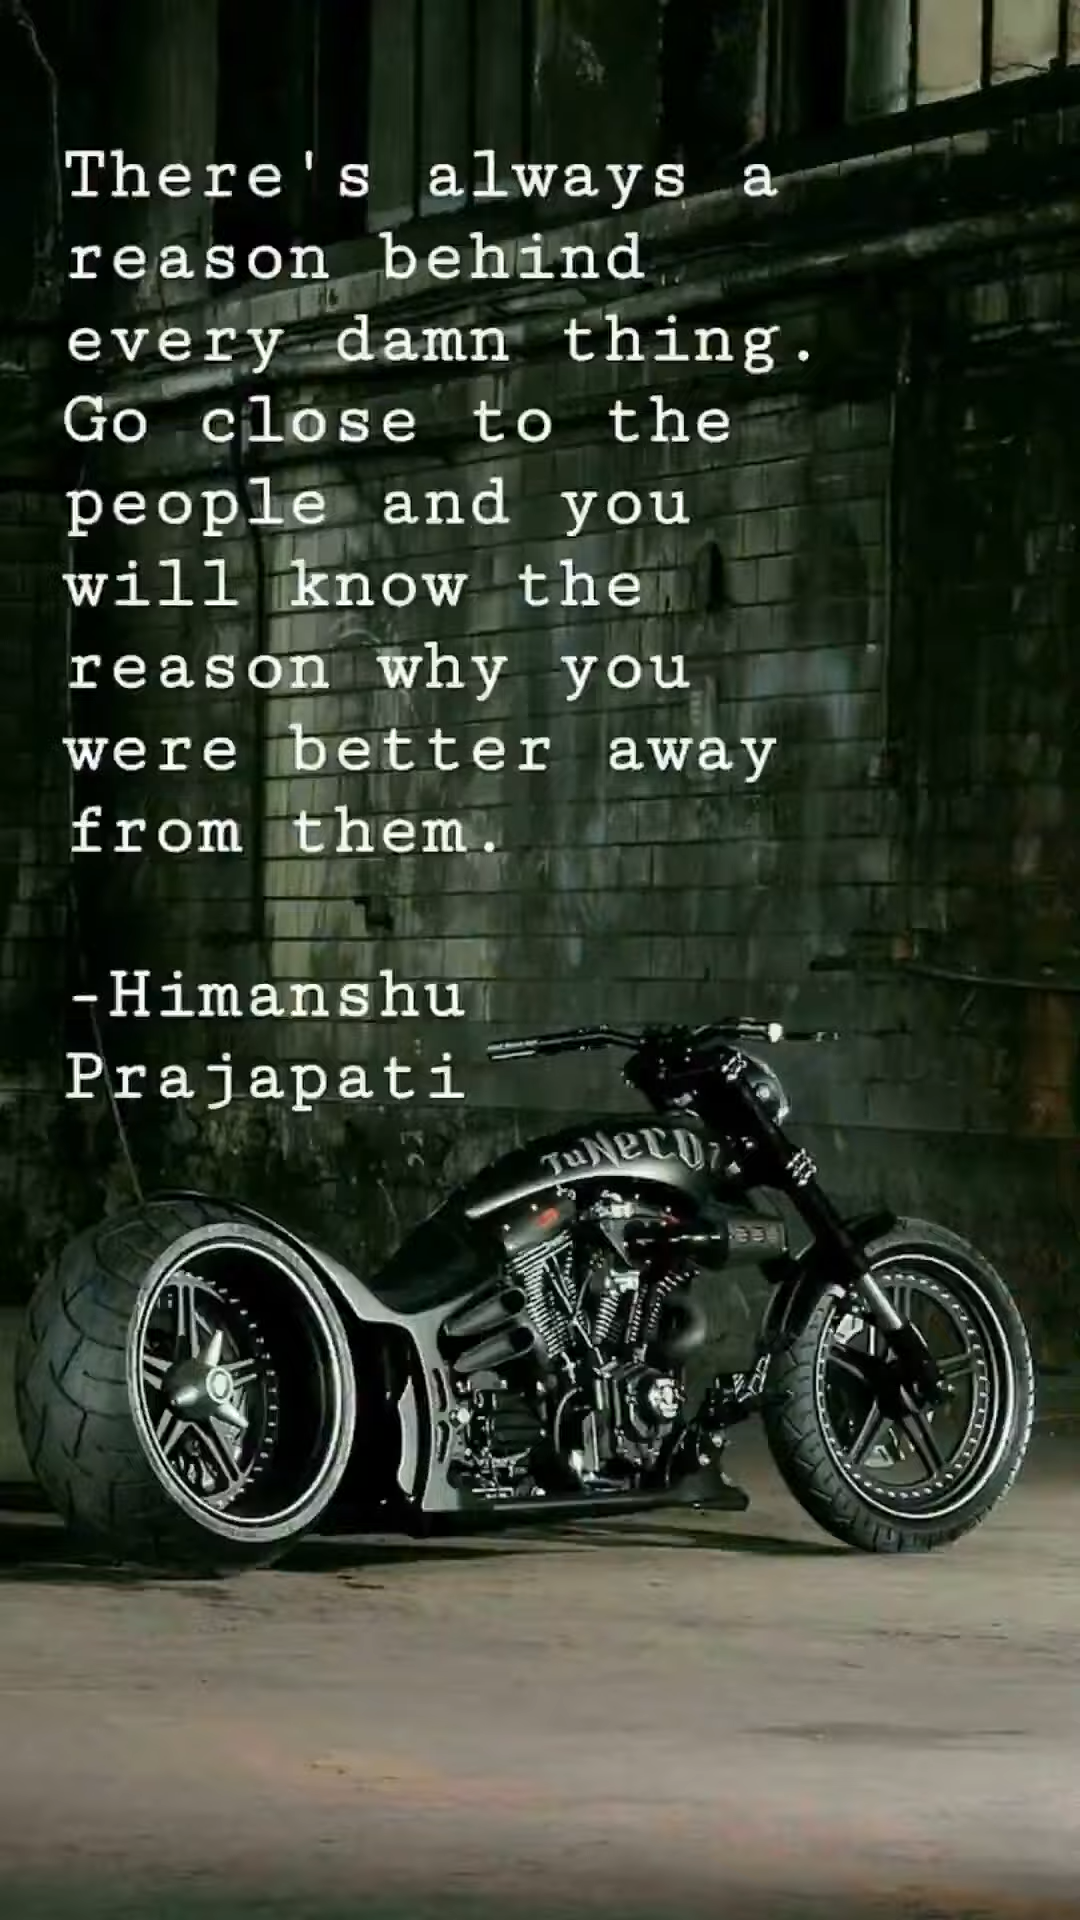 There's always a
reason behind
every damn thing.
Go close to the
people and you
will know the
reason why you
were better away
from them.
-Himanshu
Prajapati